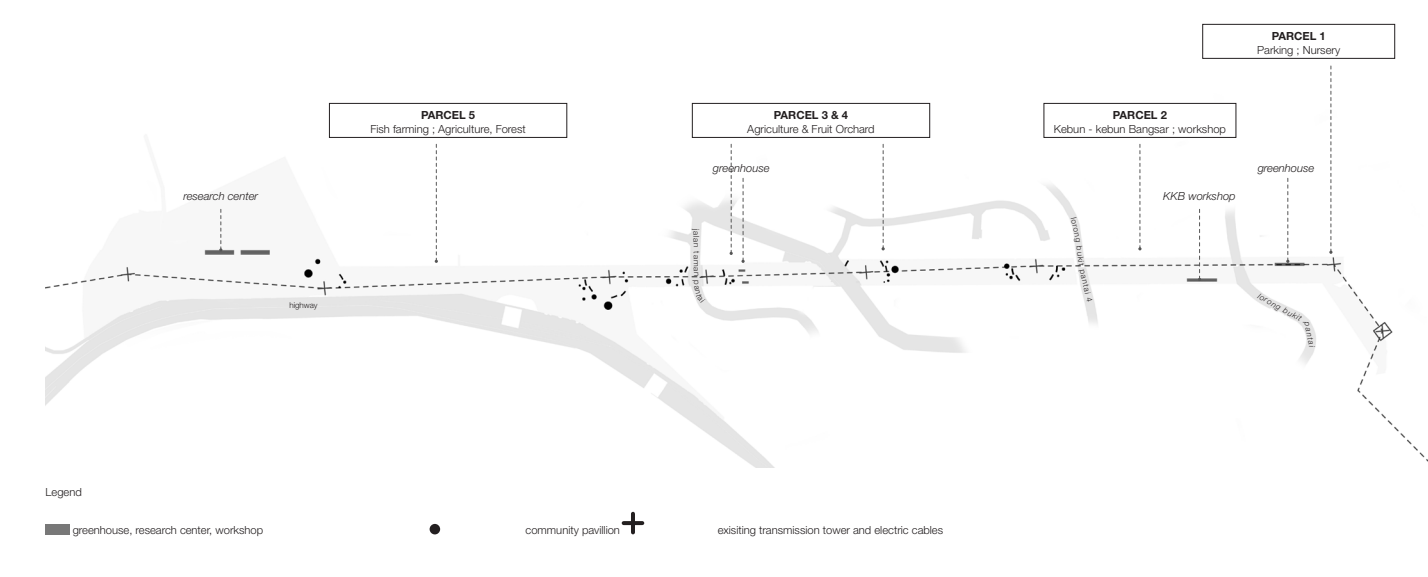 PARCEL 1
Parking ; Nursery
PARCEL 5
Fish farming ; Agriculture, Forest
PARCEL 3 & 4
Agriculture & Fruit Orchard
PARCEL 2
Kebun - kebun Bangsar ; workshop
greenhouse
greenhouse
research center
KKB workshop
jalan taman pantai
lorong bukit pantai 4
lorong bukit pantai
highway
Legend
greenhouse, research center, workshop
community pavillion
exisiting transmission tower and electric cables